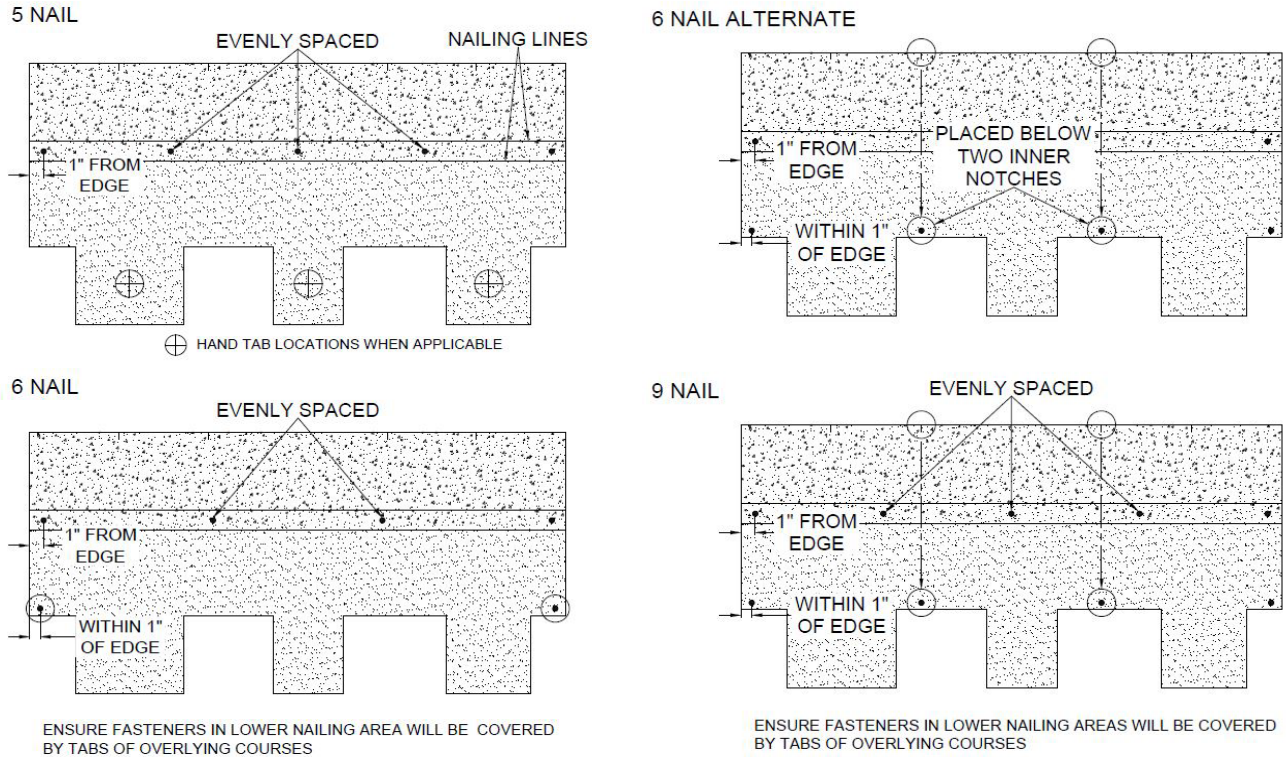 5 NAIL
EVENLY SPACED
NAILING LINES
1" FROM
EDGE
HAND TAB LOCATIONS WHEN APPLICABLE
6 NAIL ALTERNATE
PLACED BELOW
TWO INNER
NOTCHES
1" FROM
EDGE
WITHIN 1"
OF EDGE
6 NAIL
EVENLY SPACED
1" FROM
EDGE
WITHIN 1"
OF EDGE
ENSURE FASTENERS IN LOWER NAILING AREA WILL BE COVERED
BY TABS OF OVERLYING COURSES
9 NAIL
EVENLY SPACED
1" FROM
EDGE
WITHIN 1"
OF EDGE
ENSURE FASTENERS IN LOWER NAILING AREAS WILL BE COVERED
BY TABS OF OVERLYING COURSES